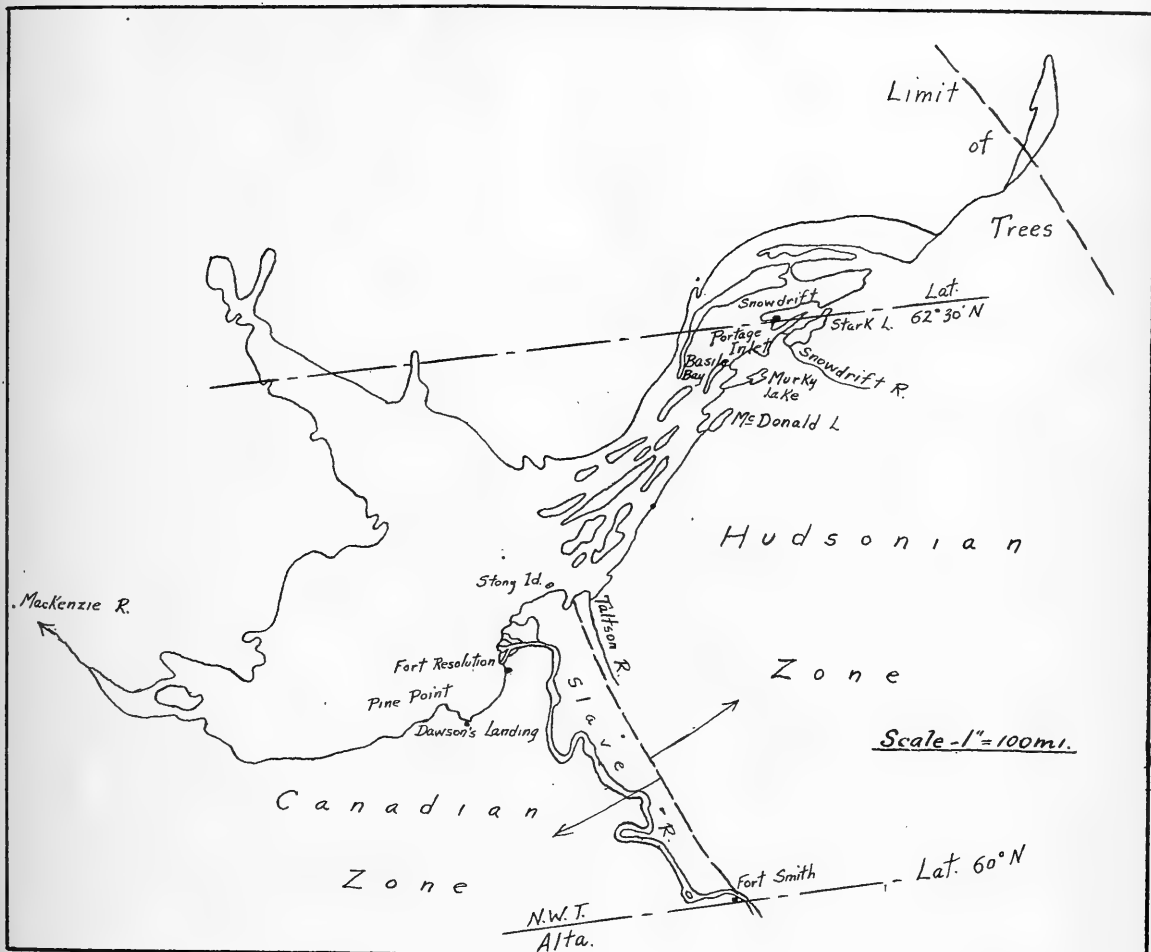 Limit
of
Trees
Lat.
62° 30' N
Snowdrift
Stark L.
Portage
Inlet
Snowdrift R.
Basile
Bay
Murky
Lake
McDonald L
Hudsonian
Zone
Stong Id.
Taltson R.
MacKenzie R.
Fort Resolution
Pine Point
Dawson's Landing
Slave R.
Scale-1"=100mi.
Canadian
Zone
Fort Smith
Lat. 60° N
N.W.T.
Alta.